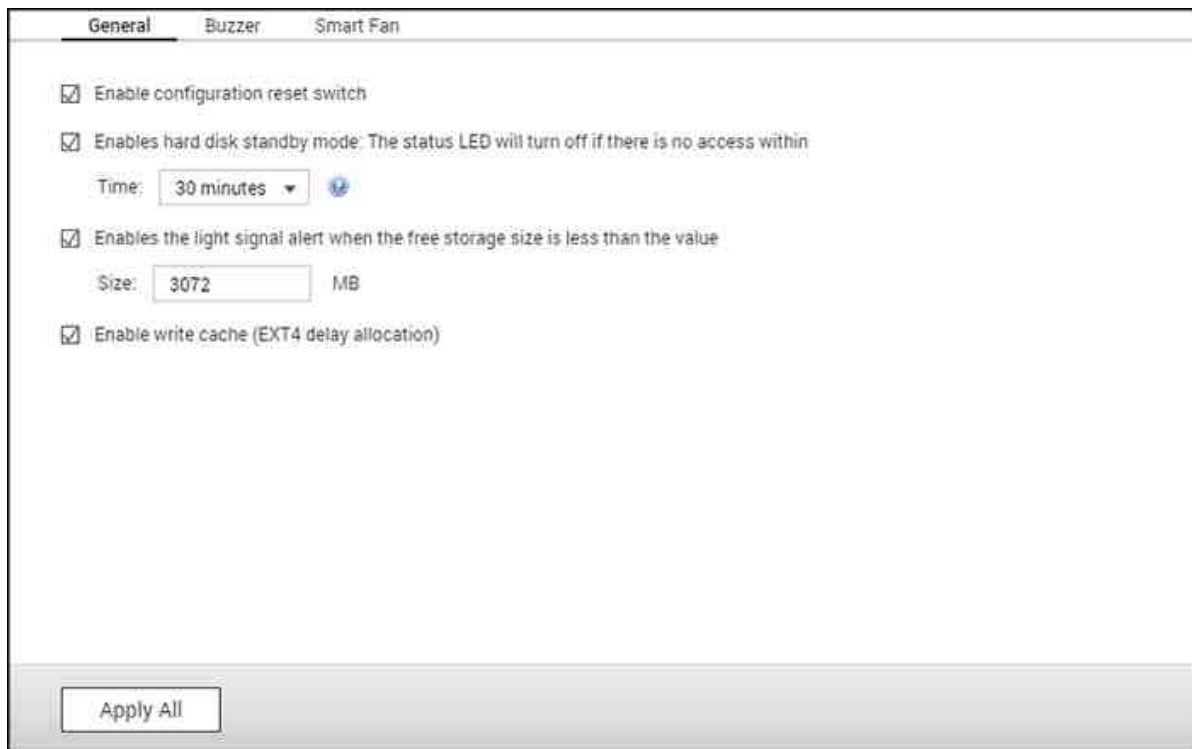 General Buzzer Smart Fan
Enable configuration reset switch
Enables hard disk standby mode: The status LED will turn off if there is no access within
Time: 30 minutes
Enables the light signal alert when the free storage size is less than the value
Size: 3072 MB
Enable write cache (EXT4 delay allocation)
Apply All